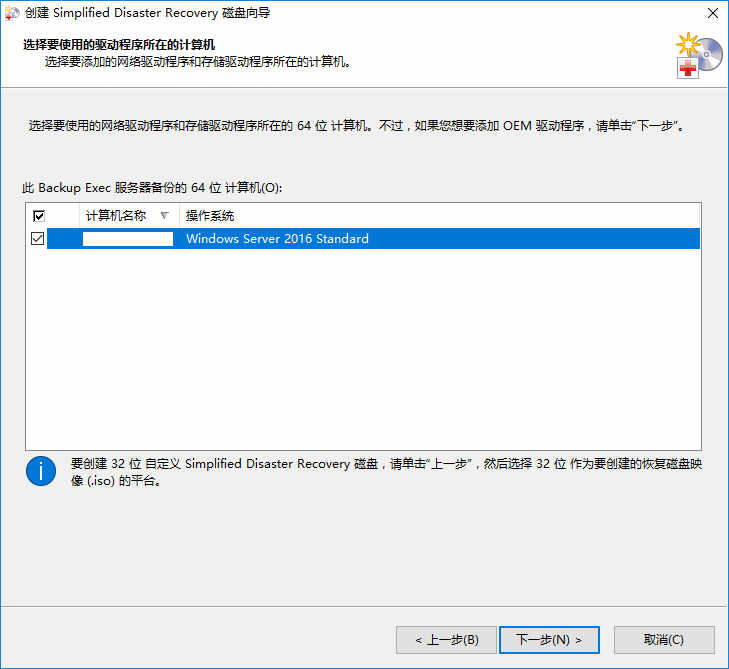 创建 Simplified Disaster Recovery 磁盘向导
选择要使用的驱动程序所在的计算机
选择要添加的网络驱动程序和存储驱动程序所在的计算机。
选择要使用的网络驱动程序和存储驱动程序所在的 64 位 计算机。不过，如果您想要添加 OEM 驱动程序，请单击“下一步”。
此 Backup Exec 服务器备份的 64 位 计算机(O):
计算机名称 操作系统
Windows Server 2016 Standard
要创建 32 位 自定义 Simplified Disaster Recovery 磁盘，请单击“上一步”，然后选择 32 位 作为要创建的恢复磁盘映
像 (.iso) 的平台。
< 上一步(B) 下一步(N) > 取消(C)